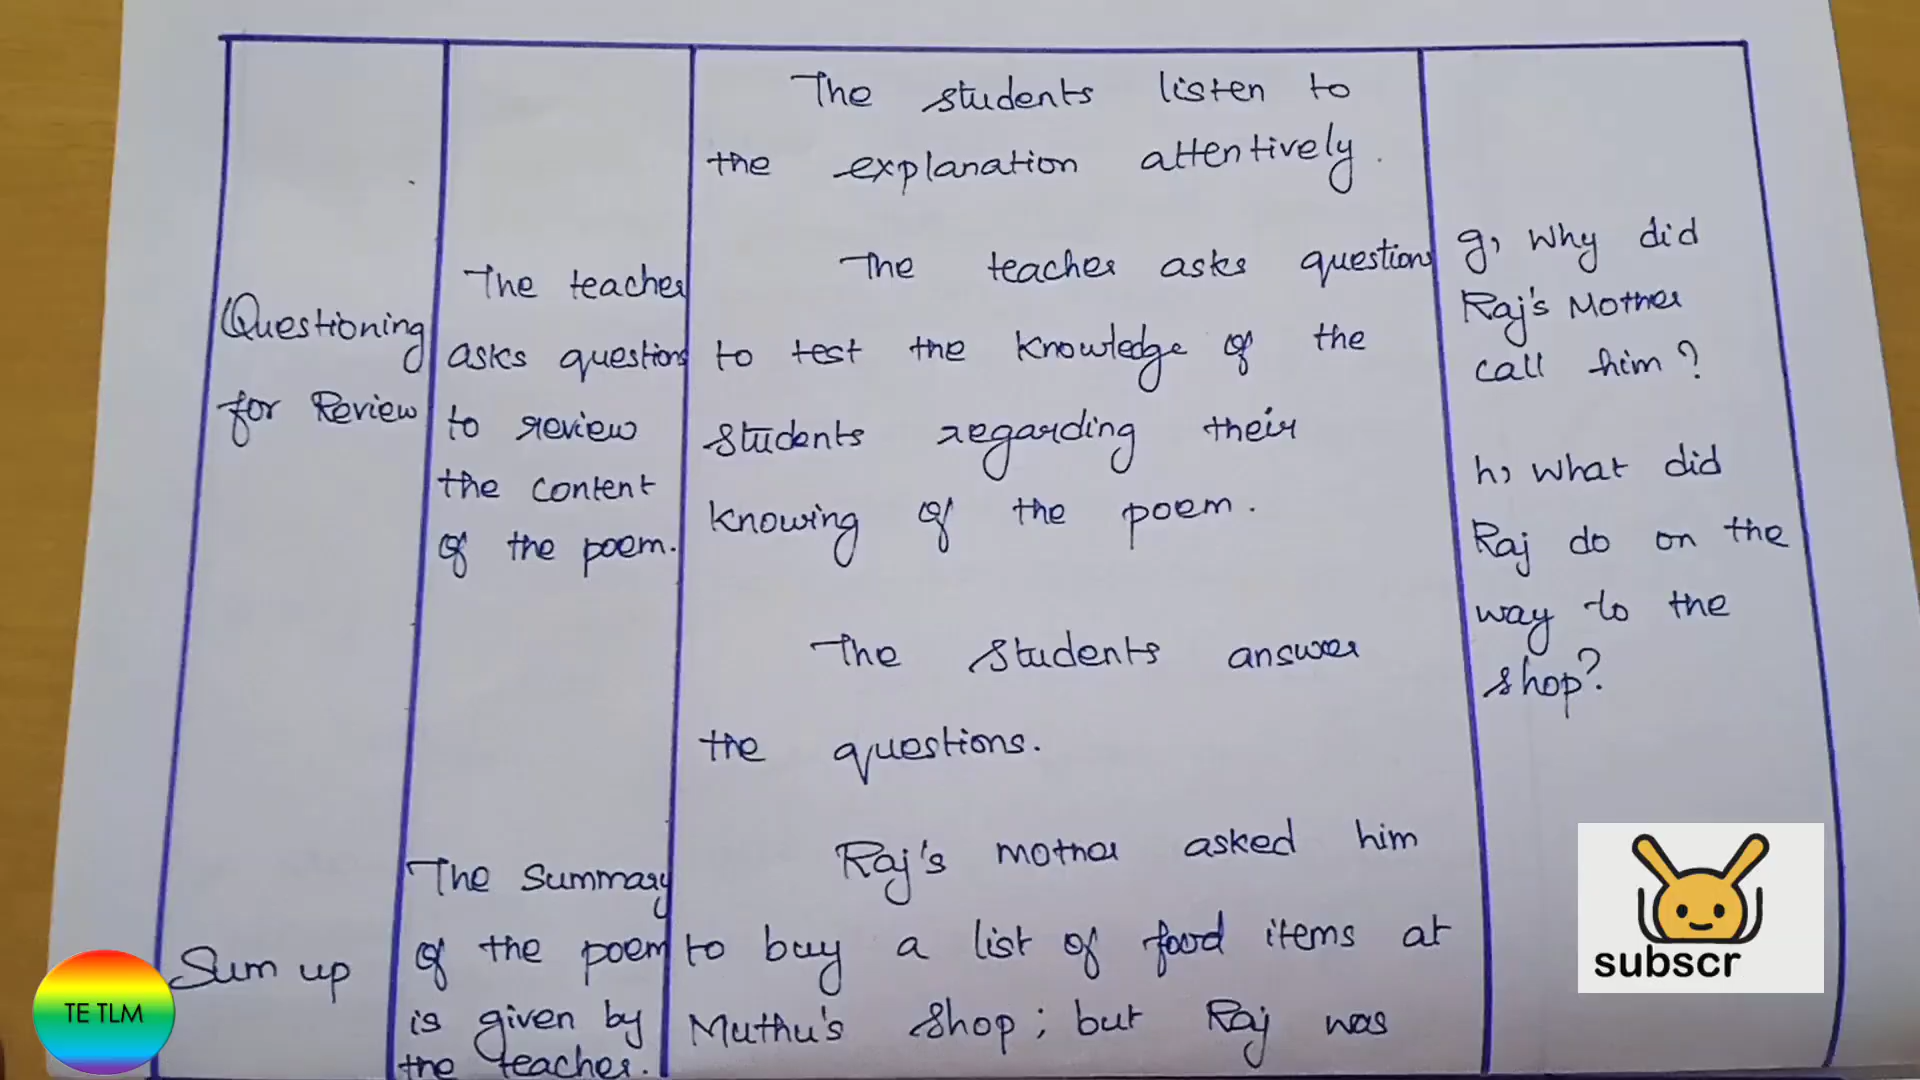 The students listen to
the explanation attentively.
Questioning
for Review
The teacher
asks questions
to review
the content
of the poem.
The teacher asks questions
to test the knowledge of the
students regarding their
knowing of the poem.
The students answer
the questions.
g, Why did
Raj's Mother
call him?
h, What did
Raj do on the
way to the
shop?
Sum up
The Summary
of the poem
is given by
the teacher.
Raj's mother asked him
to buy a list of food items at
Muthu's shop; but Raj was
TE TLM
subscr